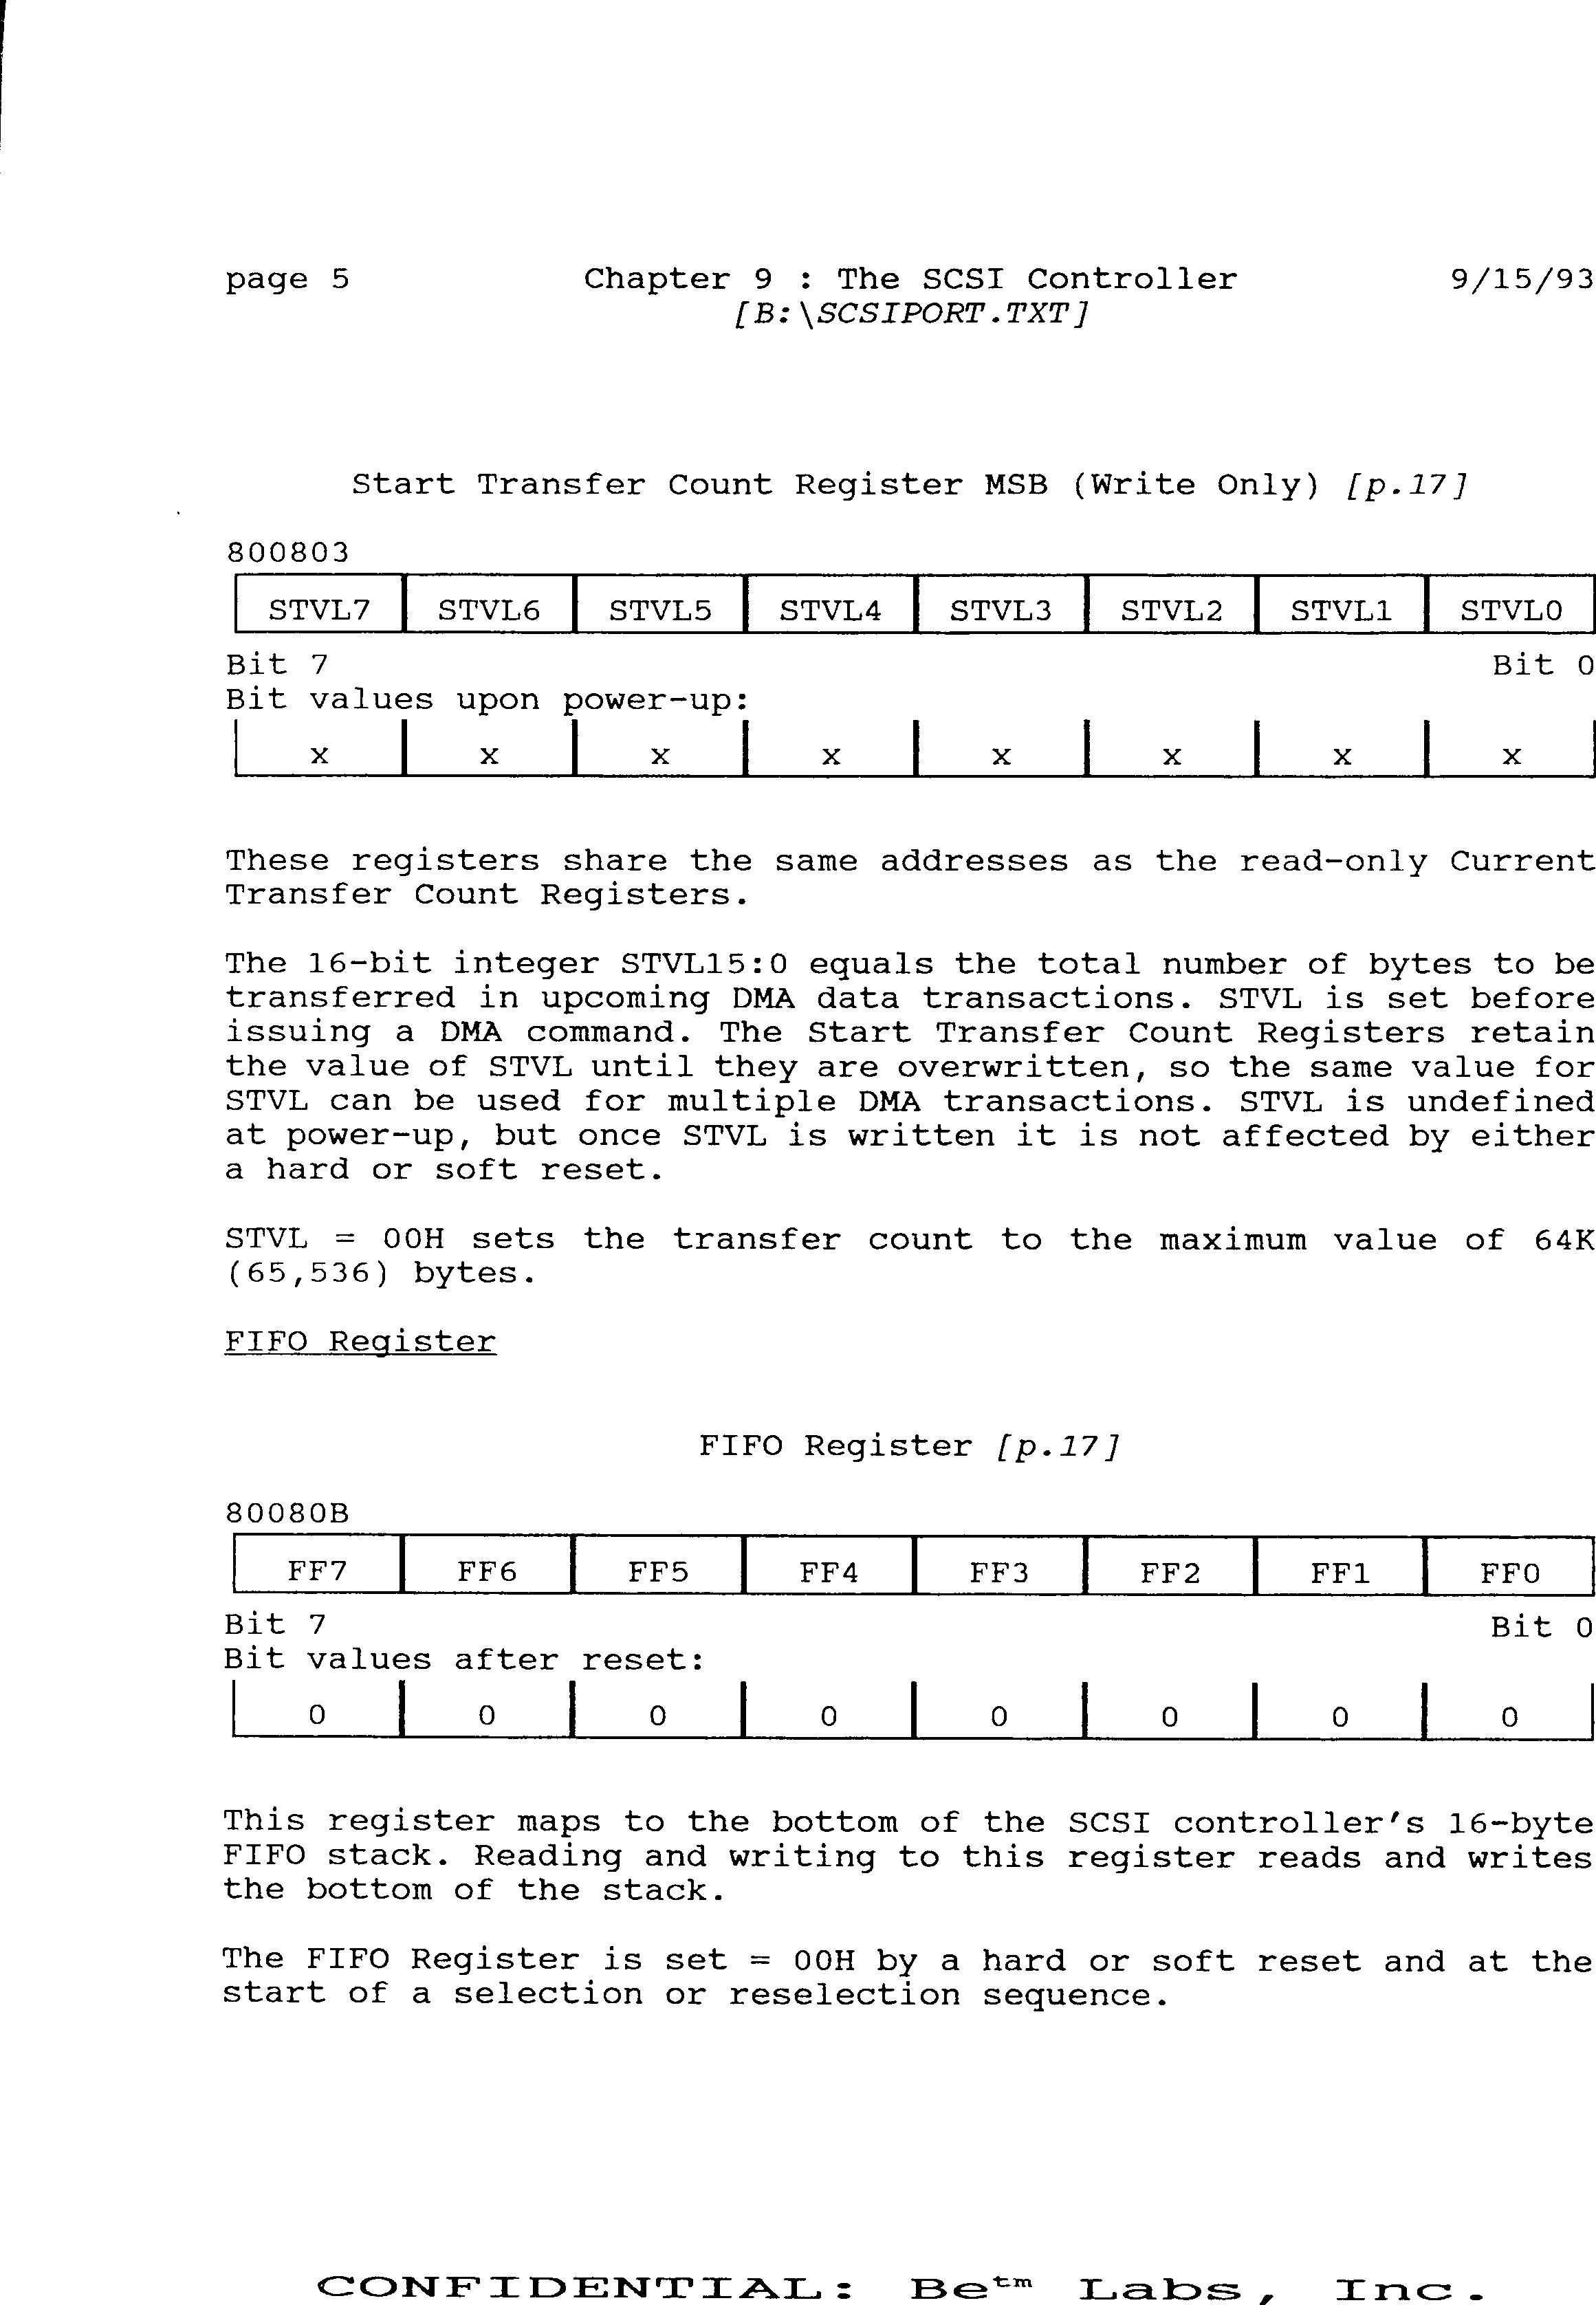 page 5 Chapter 9 : The SCSI Controller 9/15/93
[B:\SCSIPORT.TXT]
Start Transfer Count Register MSB (Write Only) [p.17]
800803
STVL7 STVL6 STVL5 STVL4 STVL3 STVL2 STVL1 STVL0
Bit 7 Bit 0
Bit values upon power-up:
x x x x x x x x
These registers share the same addresses as the read-only Current
Transfer Count Registers.
The 16-bit integer STVL15:0 equals the total number of bytes to be
transferred in upcoming DMA data transactions. STVL is set before
issuing a DMA command. The Start Transfer Count Registers retain
the value of STVL until they are overwritten, so the same value for
STVL can be used for multiple DMA transactions. STVL is undefined
at power-up, but once STVL is written it is not affected by either
a hard or soft reset.
STVL = 00H sets the transfer count to the maximum value of 64K
(65,536) bytes.
FIFO Register
FIFO Register [p.17]
80080B
FF7 FF6 FF5 FF4 FF3 FF2 FF1 FF0
Bit 7 Bit 0
Bit values after reset:
0 0 0 0 0 0 0 0
This register maps to the bottom of the SCSI controller's 16-byte
FIFO stack. Reading and writing to this register reads and writes
the bottom of the stack.
The FIFO Register is set = 00H by a hard or soft reset and at the
start of a selection or reselection sequence.
CONFIDENTIAL: Be™ Labs, Inc.